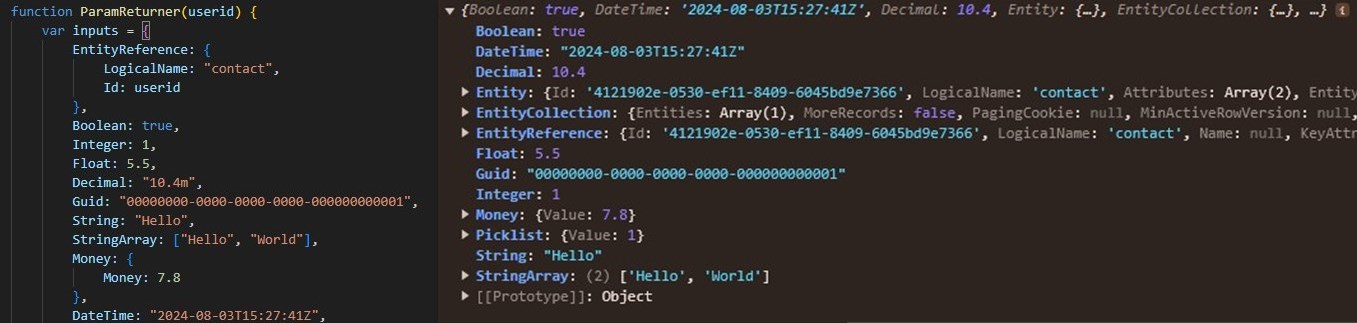 function ParamReturner(userid) {
var inputs = {
EntityReference: {
LogicalName: "contact",
Id: userid
},
Boolean: true,
Integer: 1,
Float: 5.5,
Decimal: "10.4m",
Guid: "00000000-0000-0000-0000-000000000001",
String: "Hello",
StringArray: ["Hello", "World"],
Money: {
Money: 7.8
},
DateTime: "2024-08-03T15:27:41Z",
{Boolean: true, DateTime: '2024-08-03T15:27:41Z', Decimal: 10.4, Entity: {…}, EntityCollection: {…}, …} i
Boolean: true
DateTime: "2024-08-03T15:27:41Z"
Decimal: 10.4
Entity: {Id: '4121902e-0530-ef11-8409-6045bd9e7366', LogicalName: 'contact', Attributes: Array(2), Entity
EntityCollection: {Entities: Array(1), MoreRecords: false, PagingCookie: null, MinActiveRowVersion: null,
EntityReference: {Id: '4121902e-0530-ef11-8409-6045bd9e7366', LogicalName: 'contact', Name: null, KeyAttr
Float: 5.5
Guid: "00000000-0000-0000-0000-000000000001"
Integer: 1
Money: {Value: 7.8}
Picklist: {Value: 1}
String: "Hello"
StringArray: (2) ['Hello', 'World']
[[Prototype]]: Object